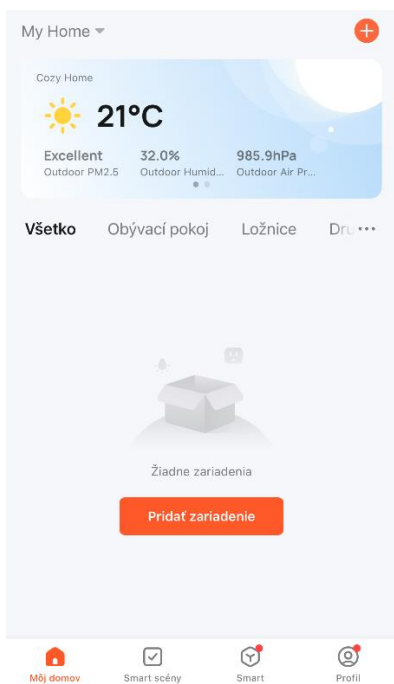 My Home
Cozy Home
21°C
Excellent 32.0% 985.9hPa
Outdoor PM2.5 Outdoor Humid... Outdoor Air Pr...
Všetko Obývací pokoj Ložnice Dru
Žiadne zariadenia
Pridať zariadenie
Môj domov Smart scény Smart Profil